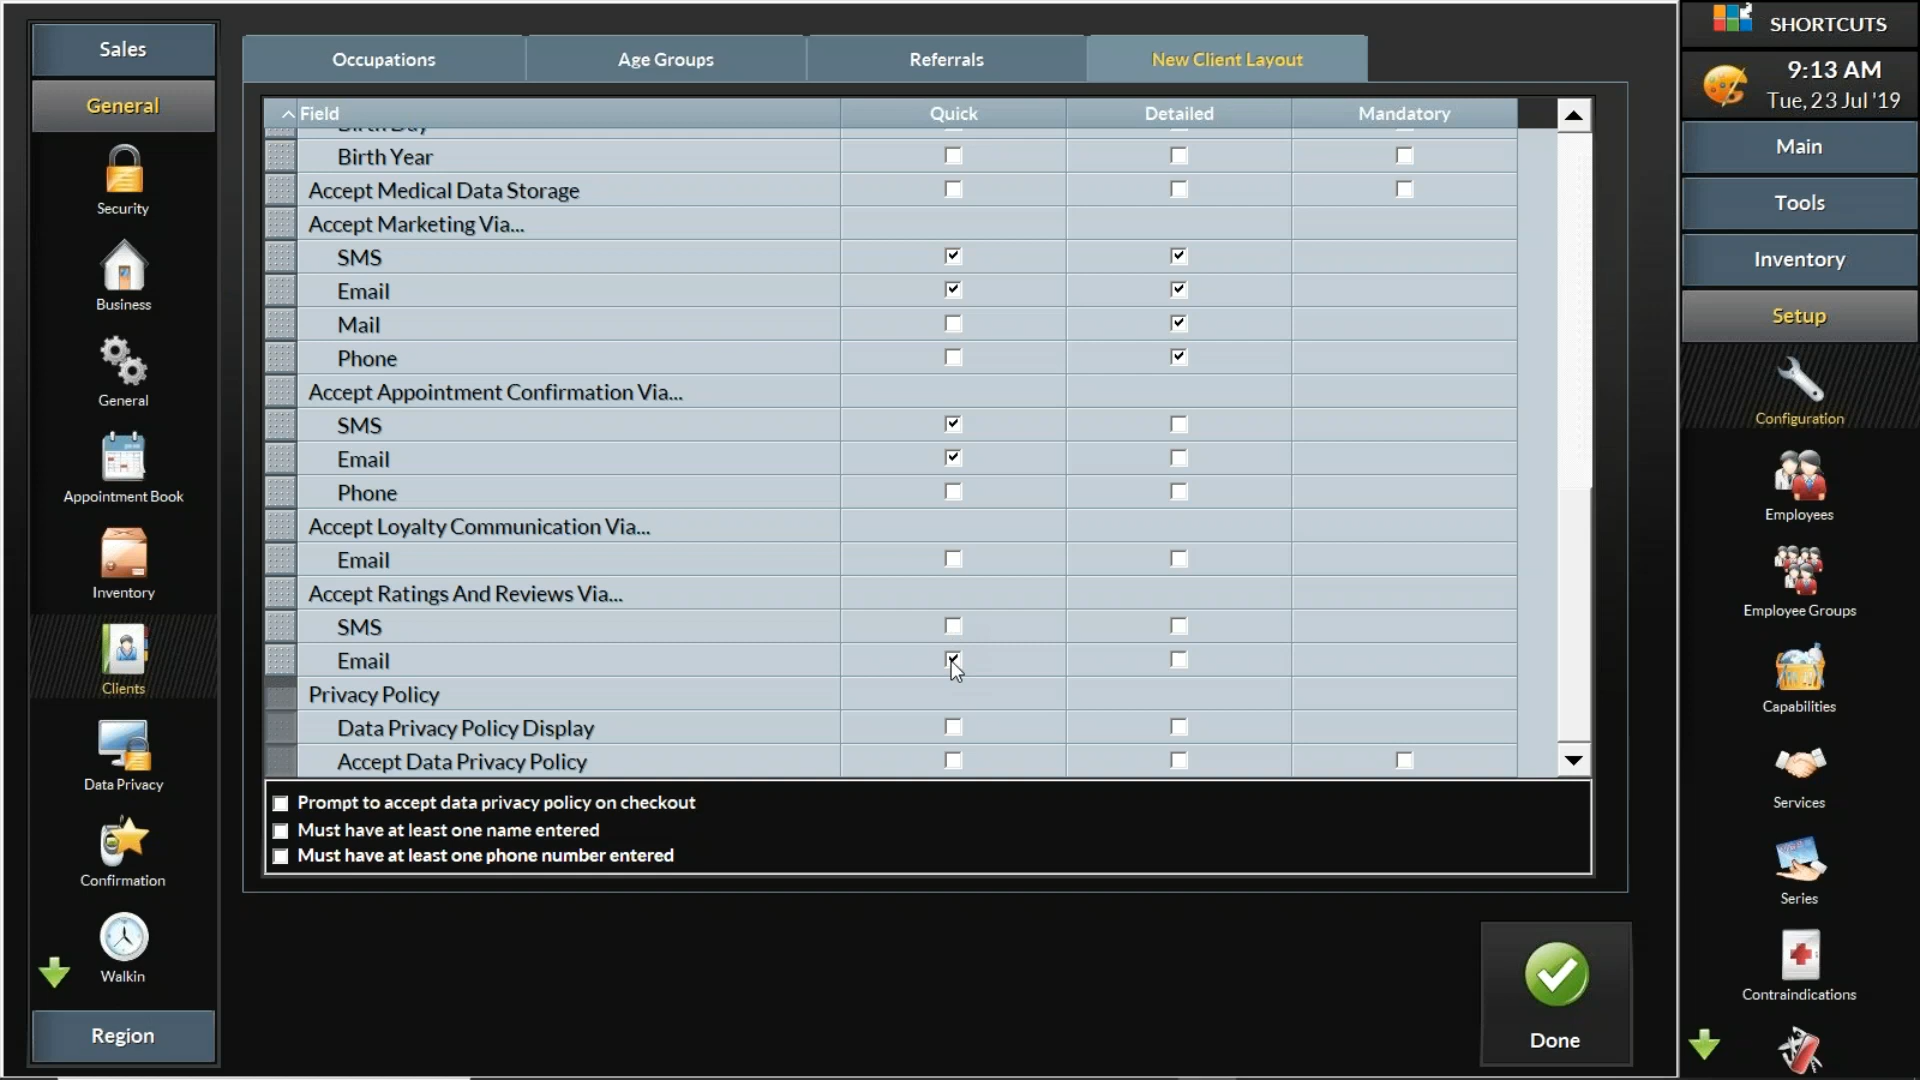 Sales
General
Security
Business
General
Appointment Book
Inventory
Clients
Data Privacy
Confirmation
Walkin
Region
Occupations
Age Groups
Referrals
New Client Layout
Field
Quick
Detailed
Mandatory
Birth Day
Birth Year
Accept Medical Data Storage
Accept Marketing Via...
SMS
Email
Mail
Phone
Accept Appointment Confirmation Via...
SMS
Email
Phone
Accept Loyalty Communication Via...
Email
Accept Ratings And Reviews Via...
SMS
Email
Privacy Policy
Data Privacy Policy Display
Accept Data Privacy Policy
Prompt to accept data privacy policy on checkout
Must have at least one name entered
Must have at least one phone number entered
Done
SHORTCUTS
9:13 AM
Tue, 23 Jul '19
Main
Tools
Inventory
Setup
Configuration
Employees
Employee Groups
Capabilities
Services
Series
Contraindications